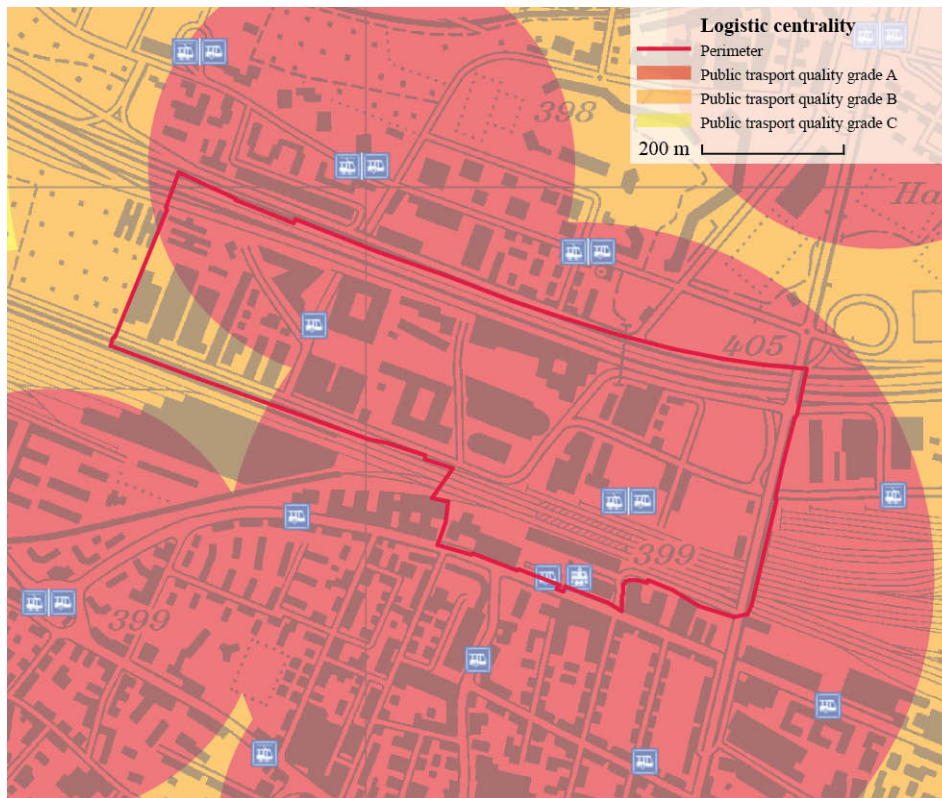 Logistic centrality
Perimeter
Public trasport quality grade A
Public trasport quality grade B
Public trasport quality grade C
200 m
398
Ha
405
399
399